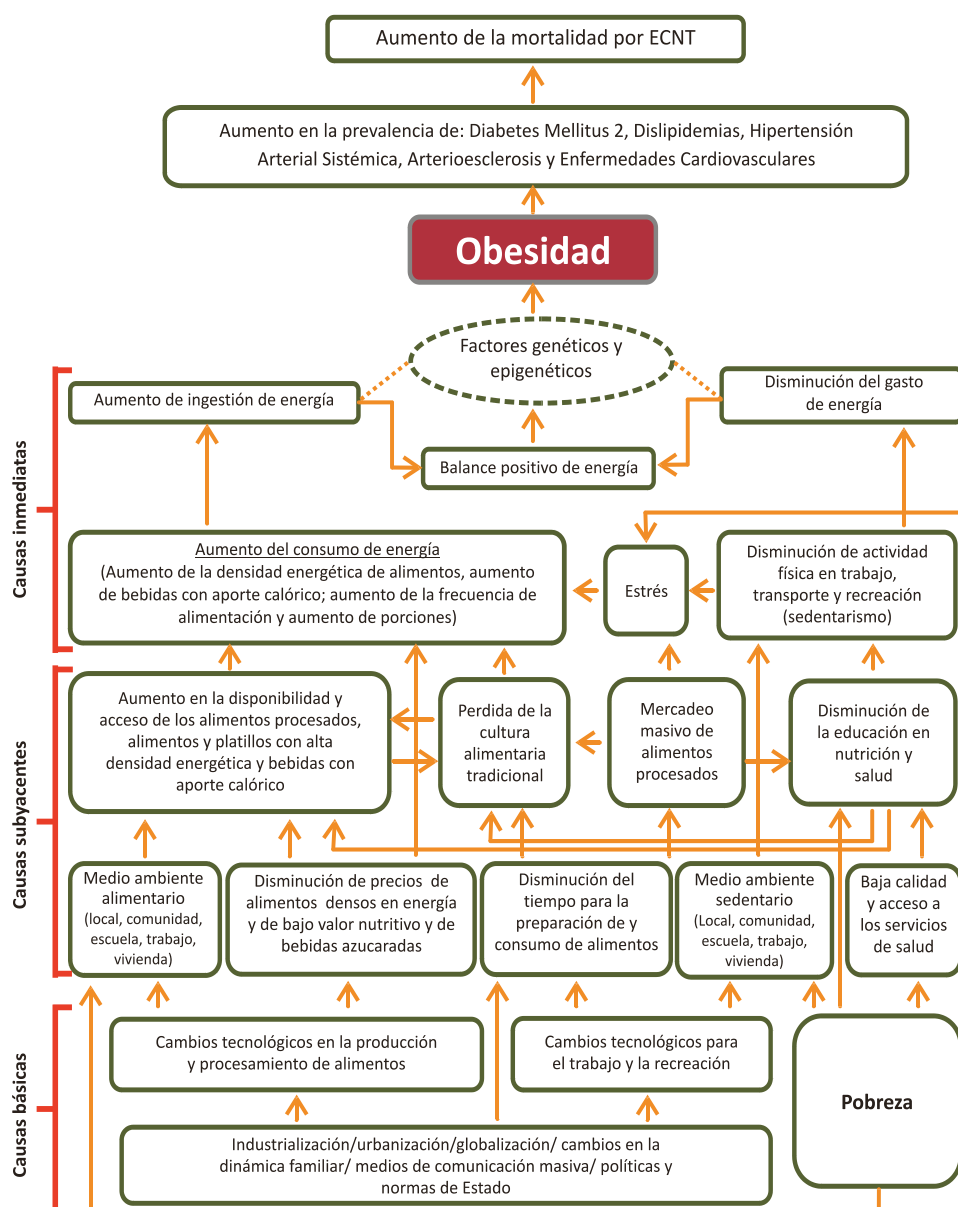 Aumento de la mortalidad por ECNT
Aumento en la prevalencia de: Diabetes Mellitus 2, Dislipidemias, Hipertensión
Arterial Sistémica, Arterioesclerosis y Enfermedades Cardiovasculares
Obesidad
Factores genéticos y
epigenéticos
Causas inmediatas
Aumento de ingestión de energía
Disminución del gasto
de energía
Balance positivo de energía
Aumento del consumo de energía
(Aumento de la densidad energética de alimentos, aumento
de bebidas con aporte calórico; aumento de la frecuencia de
alimentación y aumento de porciones)
Estrés
Disminución de actividad
física en trabajo,
transporte y recreación
(sedentarismo)
Causas subyacentes
Aumento en la disponibilidad y
acceso de los alimentos procesados,
alimentos y platillos con alta
densidad energética y bebidas con
aporte calórico
Perdida de la
cultura
alimentaria
tradicional
Mercadeo
masivo de
alimentos
procesados
Disminución de
la educación en
nutrición y
salud
Medio ambiente
alimentario
(local, comunidad,
escuela, trabajo,
vivienda)
Disminución de precios de
alimentos densos en energía
y de bajo valor nutritivo y de
bebidas azucaradas
Disminución del
tiempo para la
preparación de y
consumo de alimentos
Medio ambiente
sedentario
(Local, comunidad,
escuela, trabajo,
vivienda)
Baja calidad
y acceso a
los servicios
de salud
Causas básicas
Cambios tecnológicos en la producción
y procesamiento de alimentos
Cambios tecnológicos para
el trabajo y la recreación
Pobreza
Industrialización/urbanización/globalización/ cambios en la
dinámica familiar/ medios de comunicación masiva/ políticas y
normas de Estado